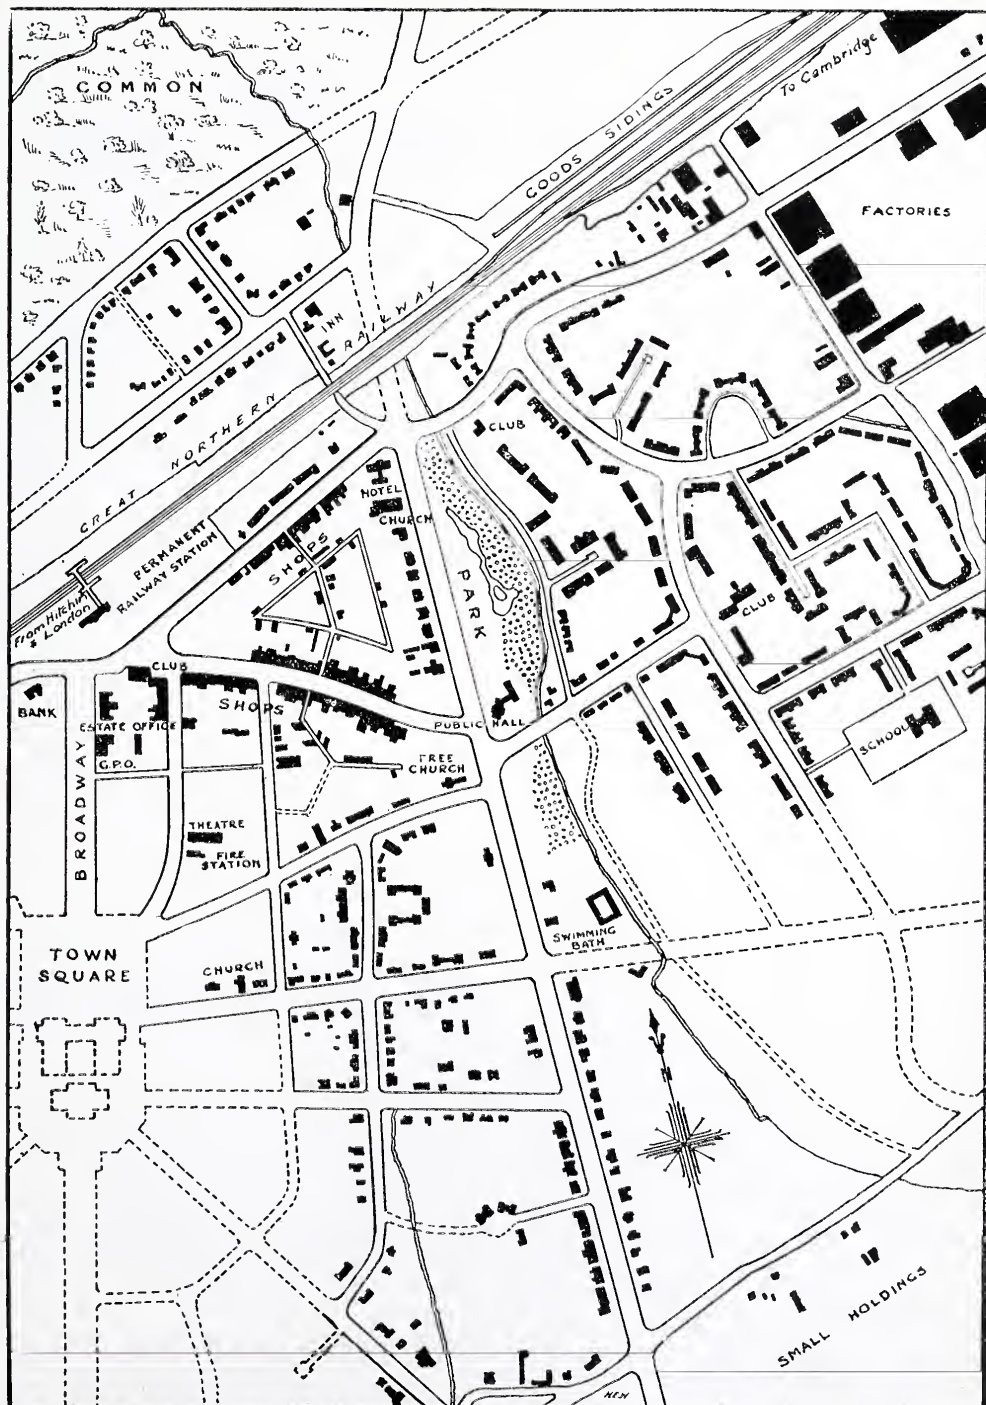 COMMON
GOODS SIDINGS
To Cambridge
FACTORIES
INN
GREAT NORTHERN RAILWAY
CLUB
HOTEL
CHURCH
PERMANENT
RAILWAY STATION
SHOPS
From Hitchin
& London
PARK
CLUB
CLUB
BANK
ESTATE OFFICE
SHOPS
PUBLIC HALL
G.P.O.
FREE
CHURCH
SCHOOL
BROADWAY
THEATRE
FIRE
STATION
SWIMMING
BATH
TOWN
SQUARE
CHURCH
N
SMALL HOLDINGS